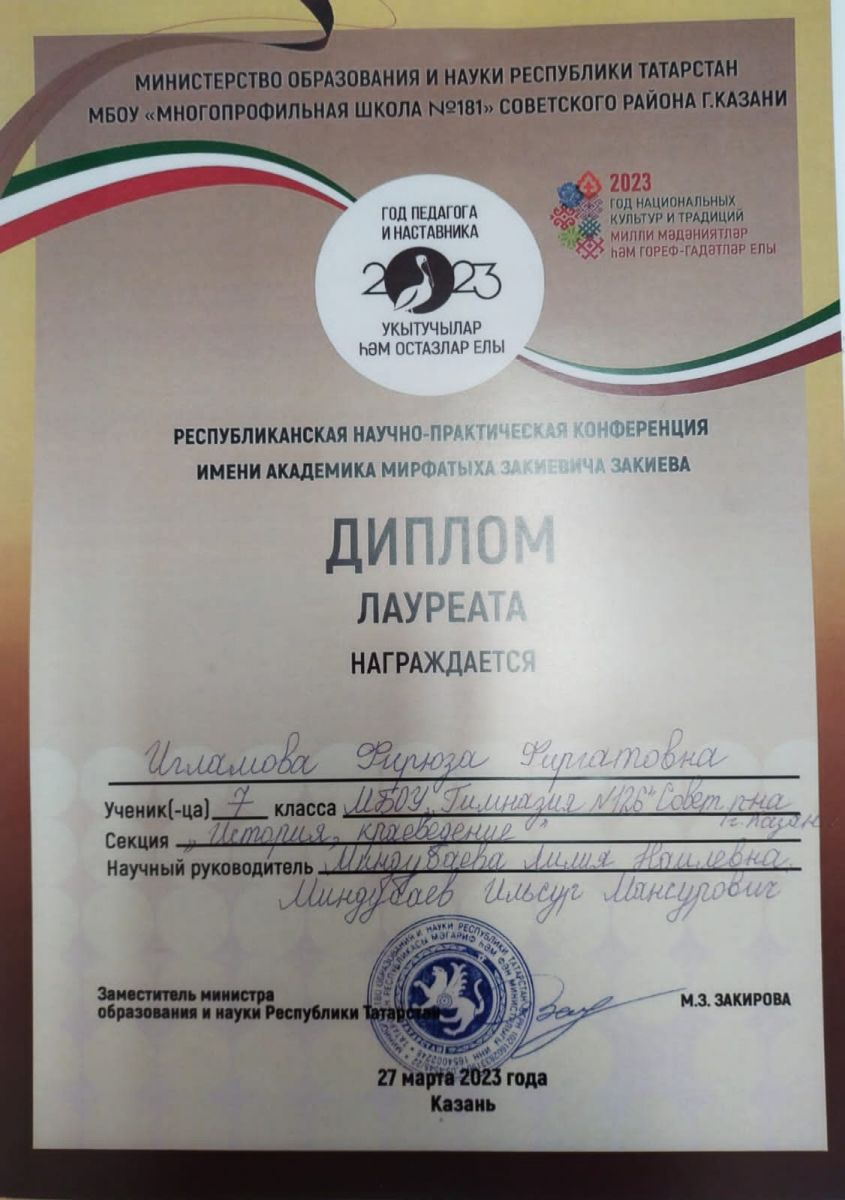 МИНИСТЕРСТВО ОБРАЗОВАНИЯ И НАУКИ РЕСПУБЛИКИ ТАТАРСТАН
МБОУ «МНОГОПРОФИЛЬНАЯ ШКОЛА №181» СОВЕТСКОГО РАЙОНА Г.КАЗАНИ
ГОД ПЕДАГОГА
И НАСТАВНИКА
2023
УКЫТУЧЫЛАР
ҺӘМ ОСТАЗЛАР ЕЛЫ
2023
ГОД НАЦИОНАЛЬНЫХ
КУЛЬТУР И ТРАДИЦИЙ
МИЛЛИ МӘДӘНИЯТЛӘР
ҺӘМ ГОРЕФ-ГАДӘТЛӘР ЕЛЫ
РЕСПУБЛИКАНСКАЯ НАУЧНО-ПРАКТИЧЕСКАЯ КОНФЕРЕНЦИЯ
ИМЕНИ АКАДЕМИКА МИРФАТЫХА ЗАКИЕВИЧА ЗАКИЕВА
ДИПЛОМ
ЛАУРЕАТА
НАГРАЖДАЕТСЯ
Игламова Фирюза Фиргатовна
Ученик(-ца) 7 класса МБОУ „Гимназия №126" Совет. р-на
г. Казан
Секция „История, краеведение"
Научный руководитель Миндубаева Лилия Наилевна,
Миндубаев Ильсур Мансурович
Заместитель министра
образования и науки Республики Татарстан
М.З. ЗАКИРОВА
27 марта 2023 года
Казань